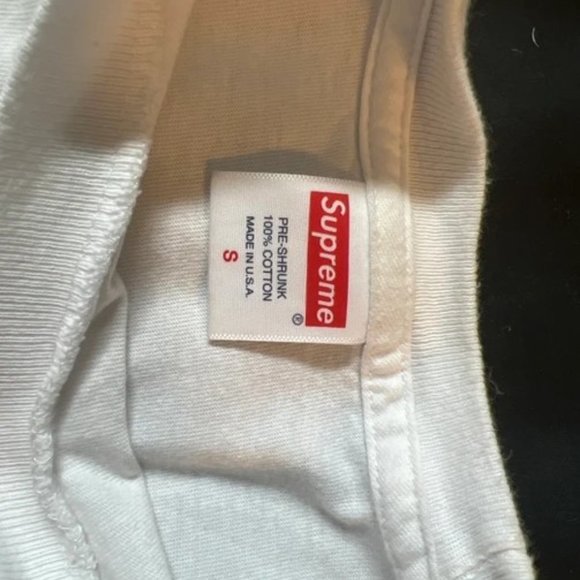 Supreme
®
PRE-SHRUNK
100% COTTON
MADE IN U.S.A.
S